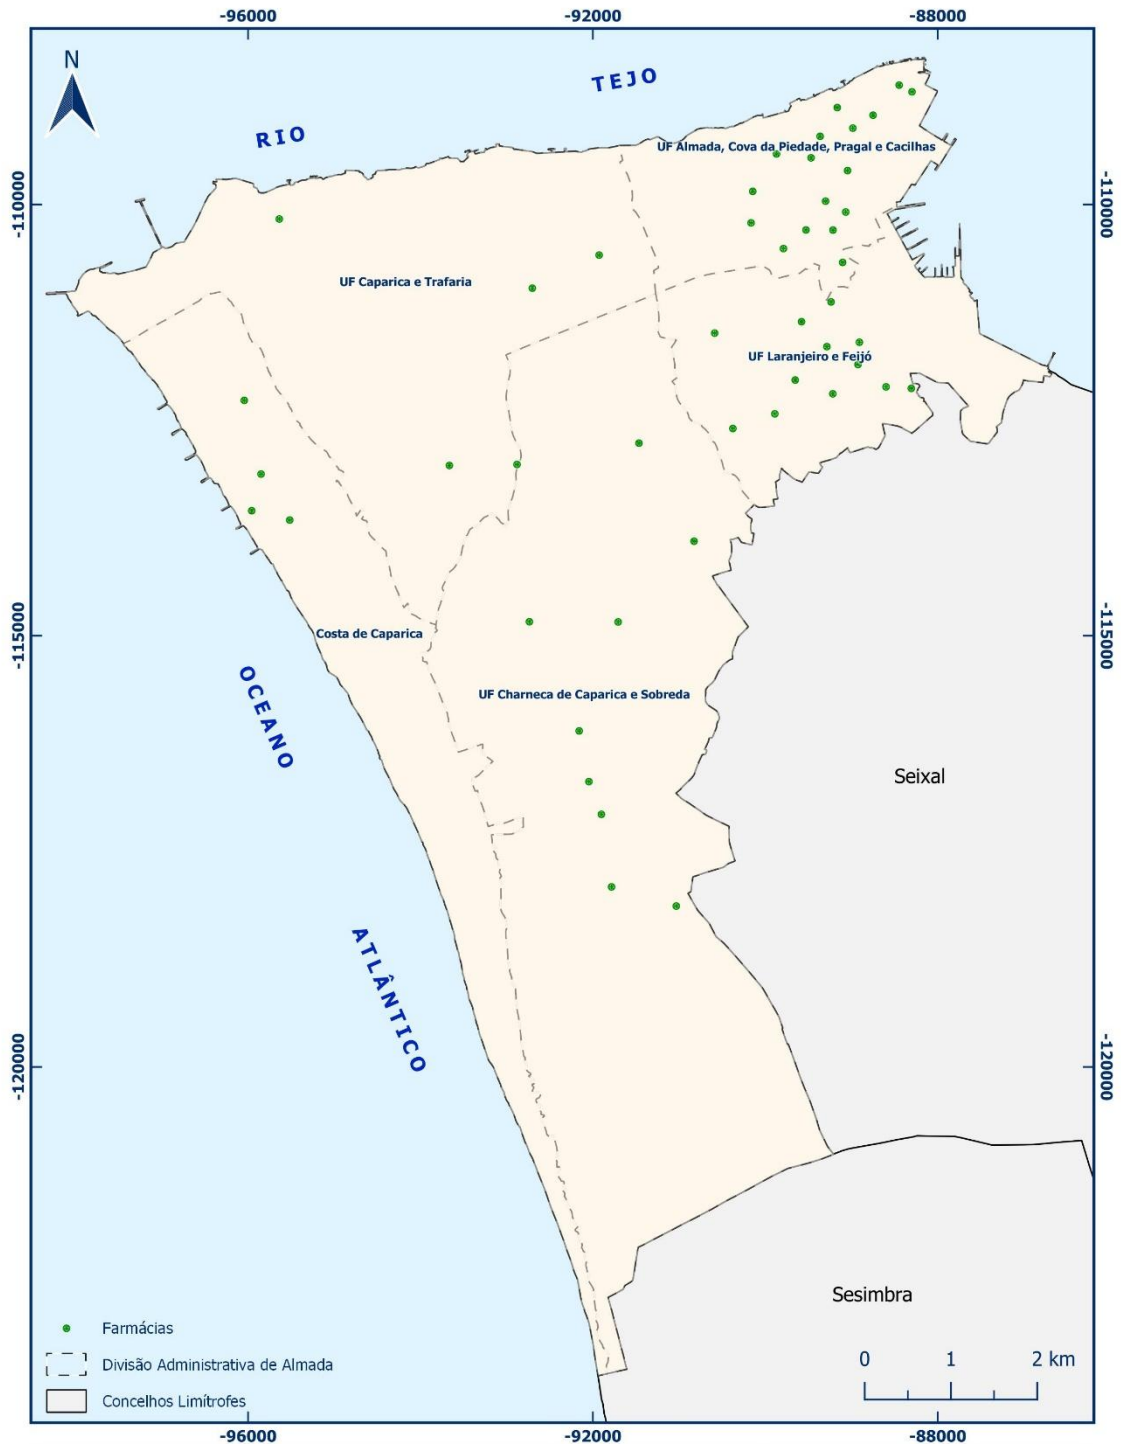 -96000
-92000
-88000
N
RIO
TEJO
UF Almada, Cova da Piedade, Pragal e Cacilhas
-110000
-110000
UF Caparica e Trafaria
UF Laranjeiro e Feijó
-115000
-115000
Costa de Caparica
OCEANO
UF Charneca de Caparica e Sobreda
Seixal
ATLÂNTICO
-120000
-120000
Sesimbra
Farmácias
Divisão Administrativa de Almada
Concelhos Limítrofes
0 1 2 km
-96000
-92000
-88000